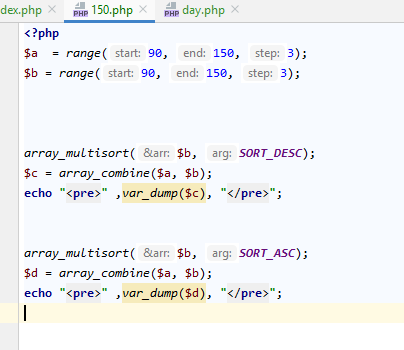 dex.php 150.php day.php
<?php
$a = range( start: 90, end: 150, step: 3);
$b = range( start: 90, end: 150, step: 3);
array_multisort( &arr: $b, arg: SORT_DESC);
$c = array_combine($a, $b);
echo "<pre>" ,var_dump($c), "</pre>";
array_multisort( &arr: $b, arg: SORT_ASC);
$d = array_combine($a, $b);
echo "<pre>" ,var_dump($d), "</pre>";